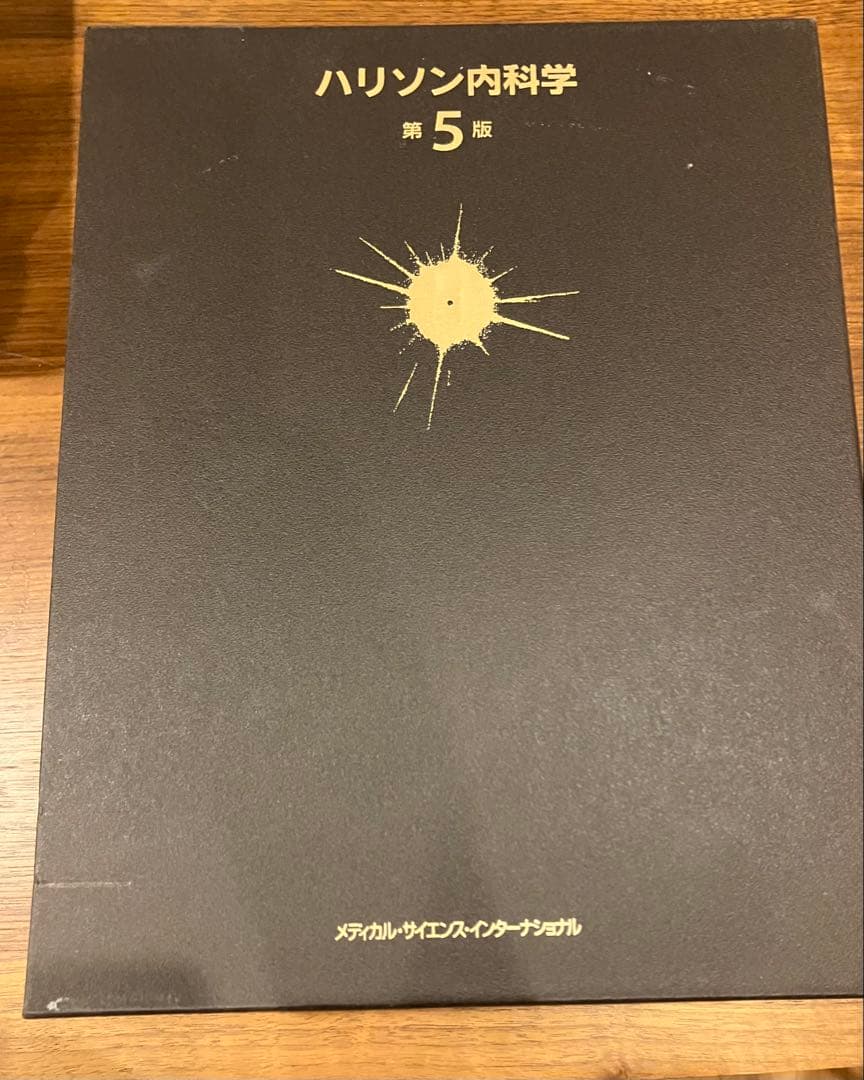 ハリソン内科学
第5版
メディカル・サイエンス・インターナショナル